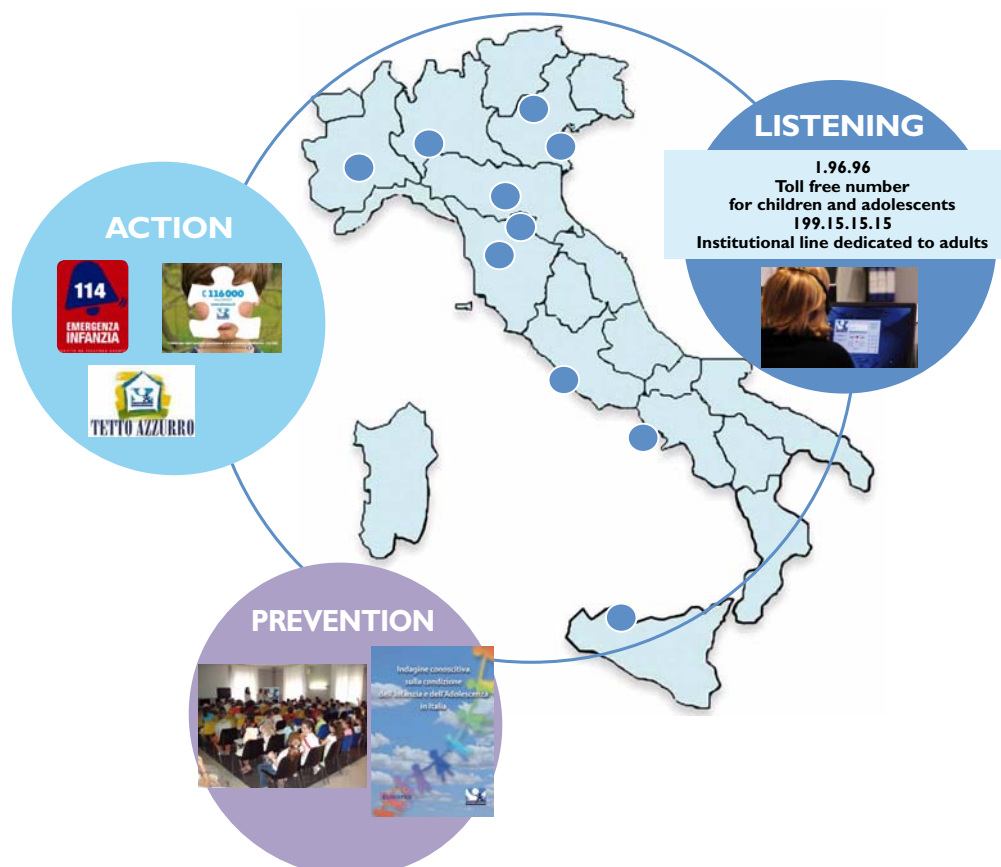 LISTENING
1.96.96
Toll free number
for children and adolescents
199.15.15.15
Institutional line dedicated to adults
ACTION
114
EMERGENZA
INFANZIA
116000
TETTO AZZURRO
PREVENTION
Indagine conoscitiva
sulla condizione
dell'Infanzia e dell'Adolescenza
in Italia